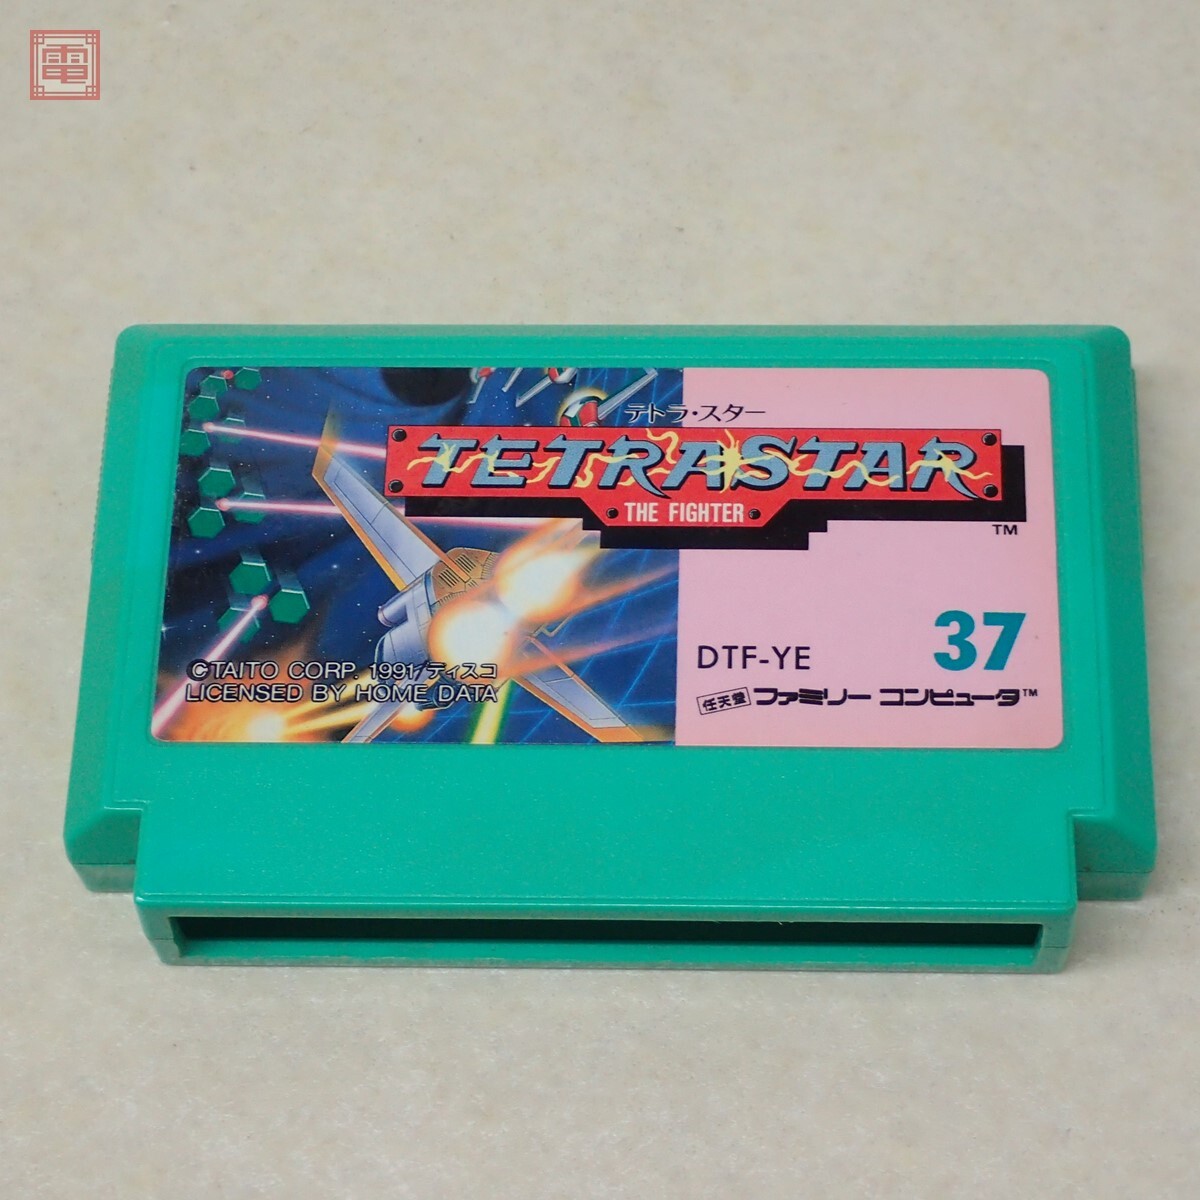 電
テトラ・スター
TETRASTAR
THE FIGHTER
TM
37
DTF-YE
任天堂 ファミリー コンピュータ™
©TAITO CORP. 1991 ディスコ
LICENSED BY HOME DATA